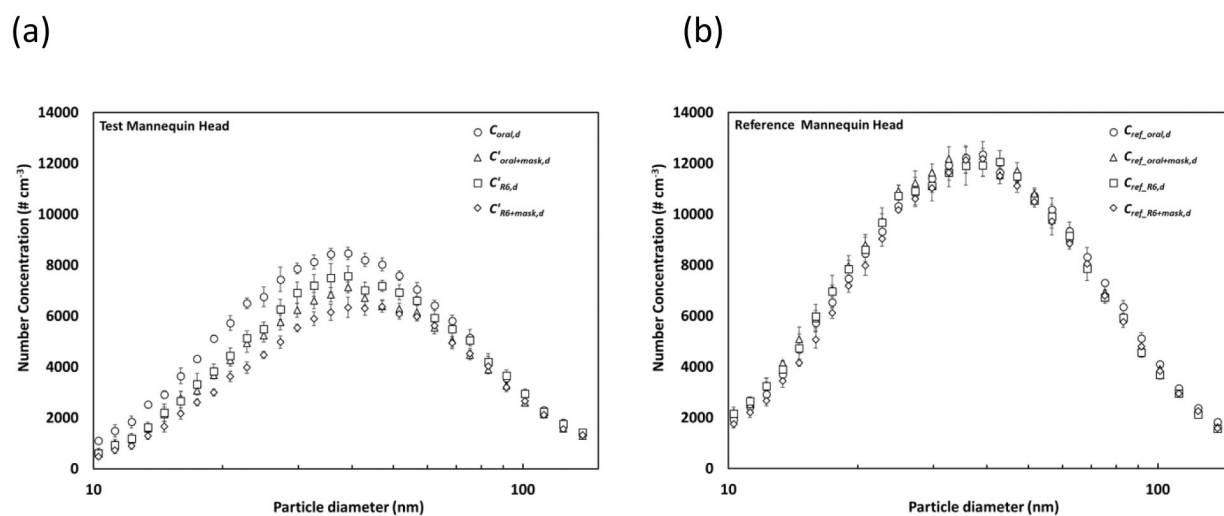 (a)
(b)
Test Mannequin Head
C_oral,d
C'_oral+mask,d
C'_R6,d
C'_R6+mask,d
Number Concentration (# cm⁻³)
14000
12000
10000
8000
6000
4000
2000
0
10
100
Particle diameter (nm)
Reference Mannequin Head
C_ref_oral,d
C_ref_oral+mask,d
C_ref_R6,d
C_ref_R6+mask,d
Number Concentration (# cm⁻³)
14000
12000
10000
8000
6000
4000
2000
0
10
100
Particle diameter (nm)